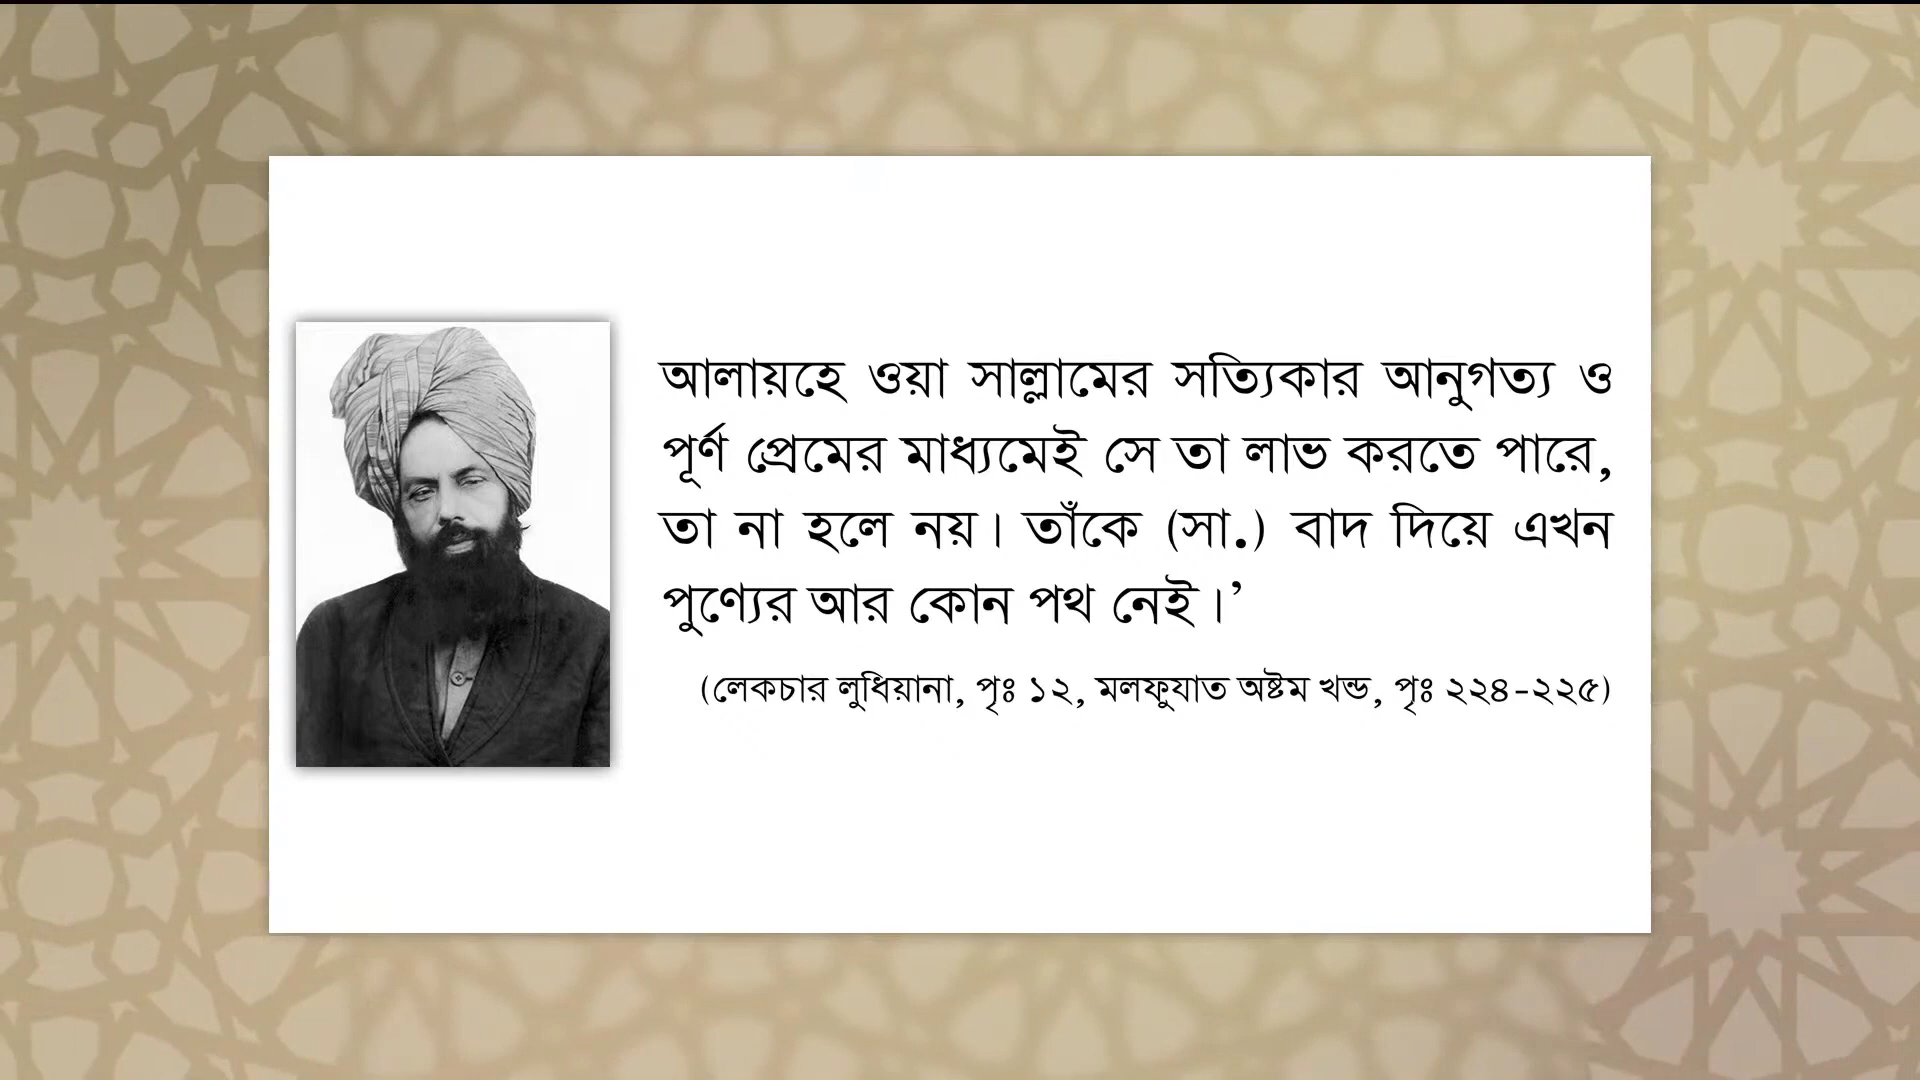 আলায়হে ওয়া সাল্লামের সত্যিকার আনুগত্য ও
পূর্ণ প্রেমের মাধ্যমেই সে তা লাভ করতে পারে,
তা না হলে নয়। তাঁকে (সা.) বাদ দিয়ে এখন
পুণ্যের আর কোন পথ নেই।’
(লেকচার লুধিয়ানা, পৃঃ ১২, মলফুযাত অষ্টম খন্ড, পৃঃ ২২৪-২২৫)